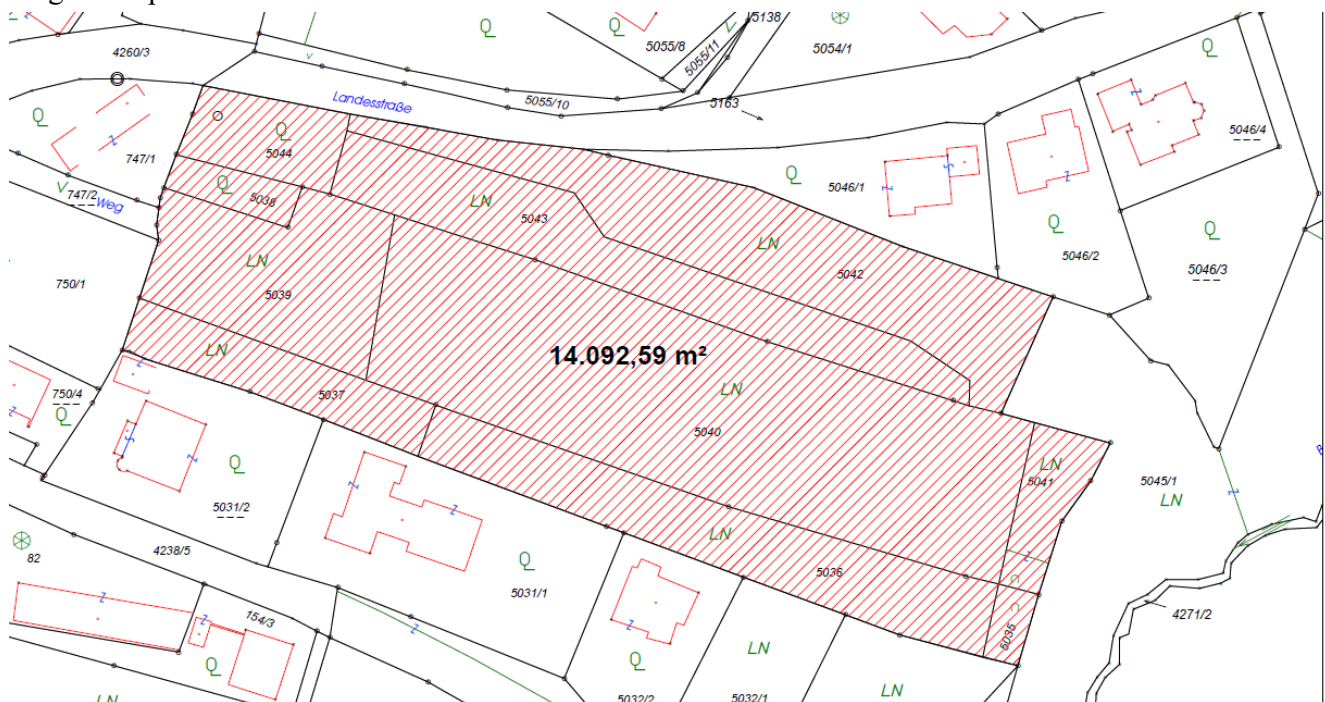 5138
4260/3
Q
Q
5055/8
5055/11
V
5054/1
Q
Landesstraße
5055/10
5163
Q
5046/4
Q
Z
747/1
Q
5044
Q
5038
V
747/2
Weg
LN
5043
Q
5046/1
Z
S
Z
Z
Q
5046/2
Q
5046/3
LN
5042
LN
5039
750/1
14.092,59 m²
LN
5037
LN
5040
750/4
Q
Z
Z
S
Z
Q
5031/2
Z
Z
LN
5041
5045/1
LN
Z
LN
5036
Z
5035
82
4238/5
Q
5031/1
4271/2
Z
154/3
Z
Z
Q
Z
Q
LN
LN
LN
5032/2
5032/1